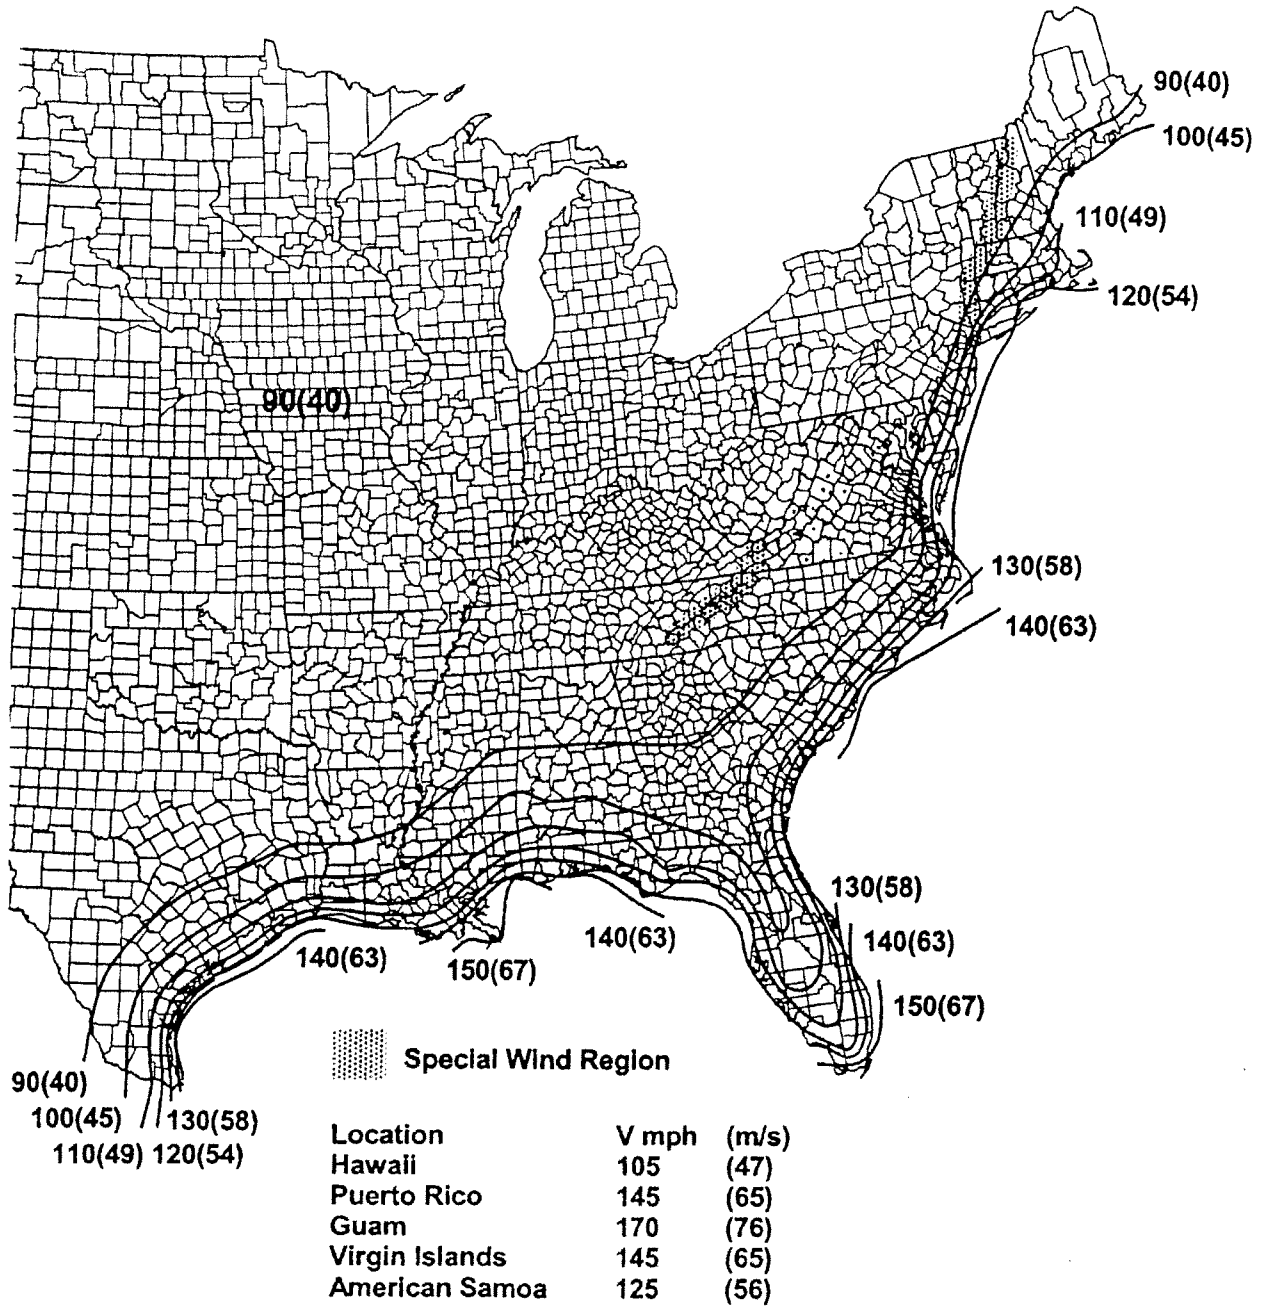 90(40)
100(45)
110(49)
120(54)
90(40)
130(58)
140(63)
130(58)
140(63)
140(63)
140(63)
150(67)
150(67)
Special Wind Region
90(40)
100(45) 130(58)
110(49) 120(54)
Location V mph (m/s)
Hawaii 105 (47)
Puerto Rico 145 (65)
Guam 170 (76)
Virgin Islands 145 (65)
American Samoa 125 (56)